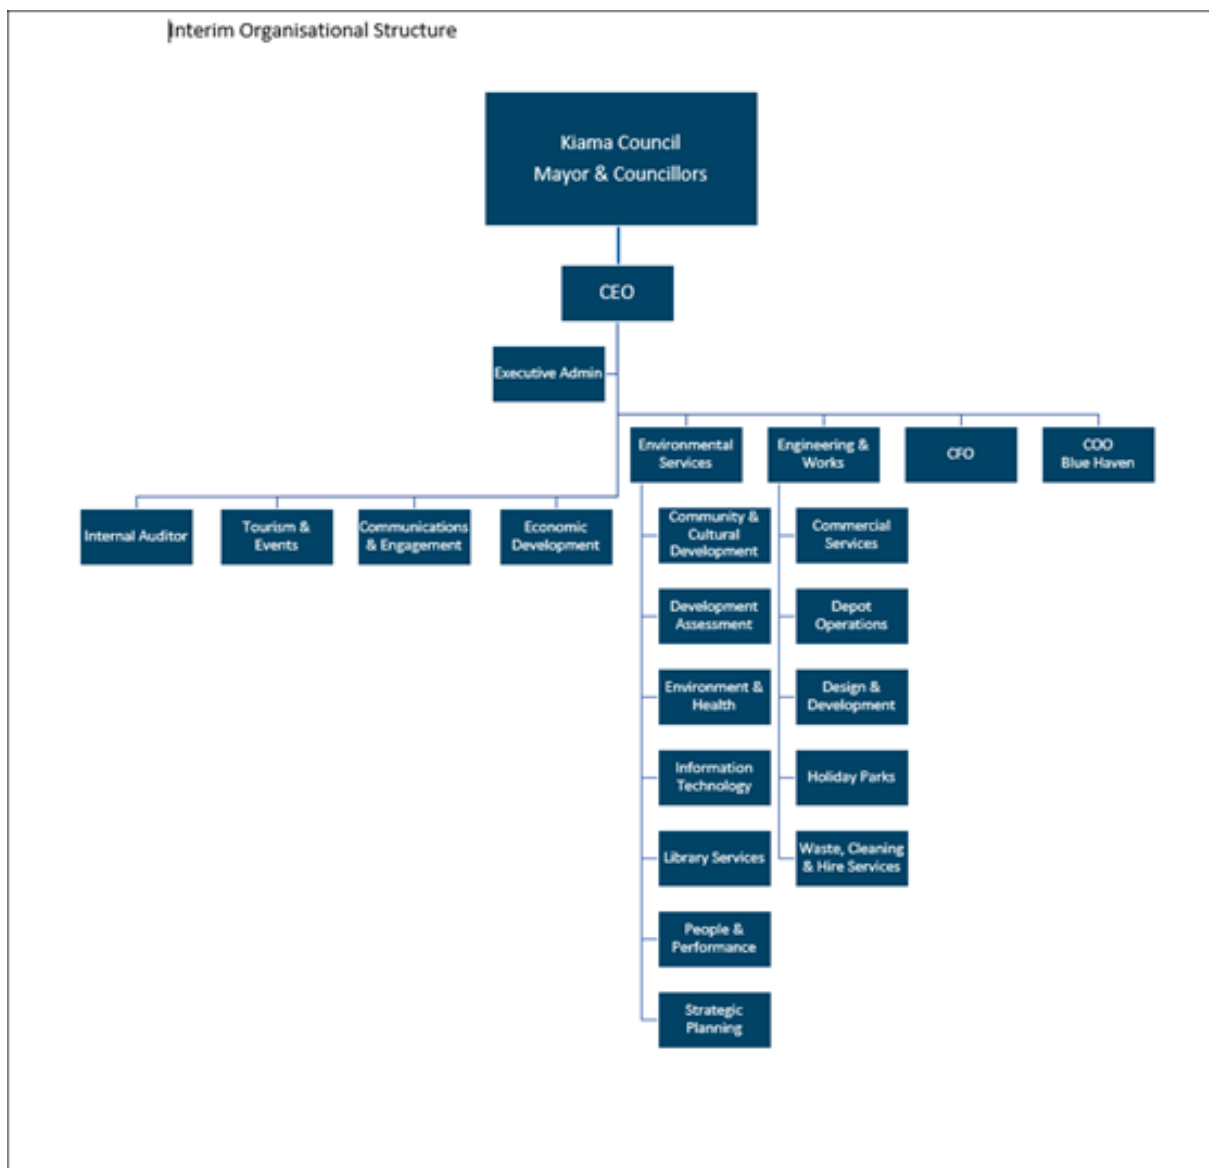 Interim Organisational Structure
Kiama Council
Mayor & Councillors
CEO
Executive Admin
Environmental
Services
Engineering &
Works
CFO
COO
Blue Haven
Internal Auditor
Tourism &
Events
Communications
& Engagement
Economic
Development
Community &
Cultural
Development
Development
Assessment
Environment &
Health
Information
Technology
Library Services
People &
Performance
Strategic
Planning
Commercial
Services
Depot
Operations
Design &
Development
Holiday Parks
Waste, Cleaning
& Hire Services